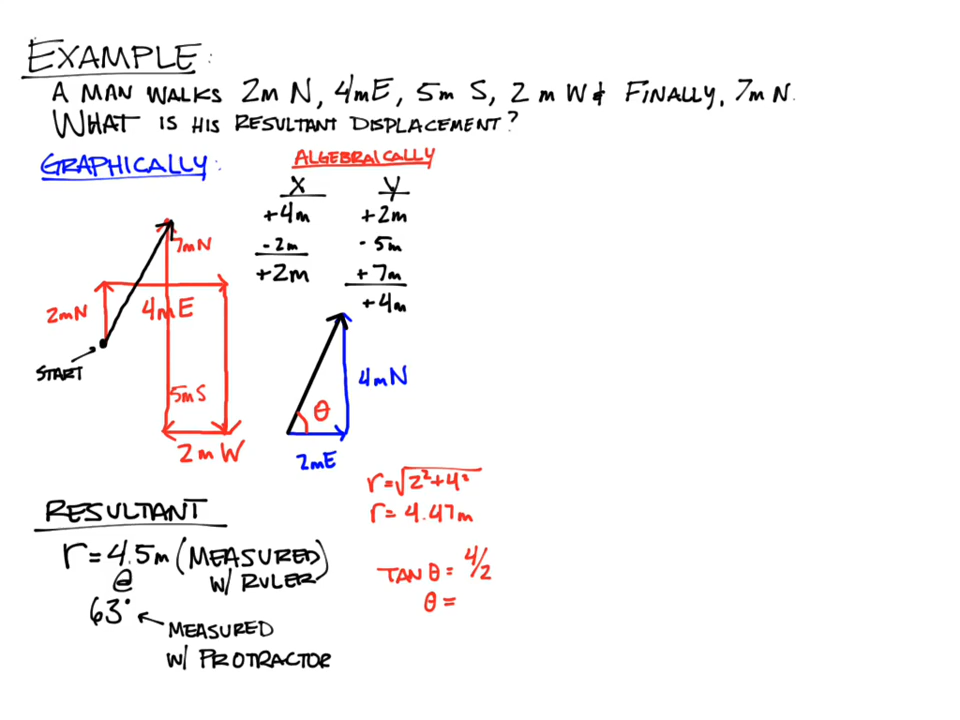 EXAMPLE:
A MAN WALKS 2m N, 4mE, 5m S, 2 m W & FINALLY, 7m N.
WHAT IS HIS RESULTANT DISPLACEMENT?
GRAPHICALLY:
7mN
2mN
4mE
START
5mS
2 m W
ALGEBRAICALLY
X Y
+4m +2m
-2m -5m
+2m +7m
+4m
4mN
θ
2mE
RESULTANT
r = 4.5m (MEASURED
W/ RULER)
@
63°
MEASURED
W/ PROTRACTOR
r = √2²+4²
r = 4.47m
TAN θ = 4/2
θ =